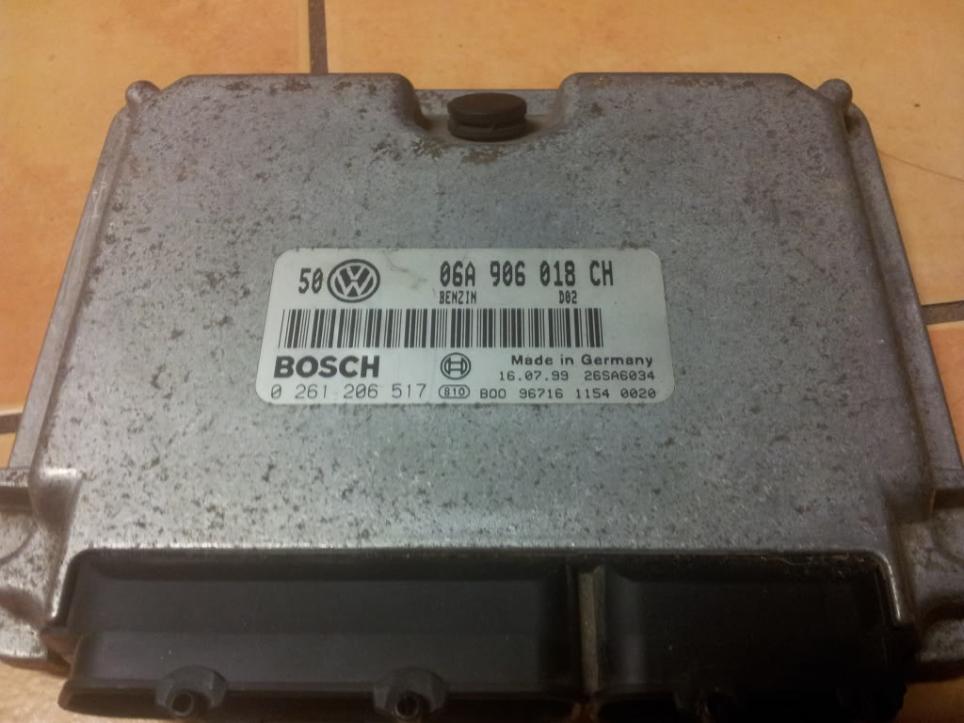 50 VW 06A 906 018 CH
BENZIN D02
BOSCH Made in Germany
16.07.99 26SA6034
0 261 206 517 810 B00 96716 1154 0020